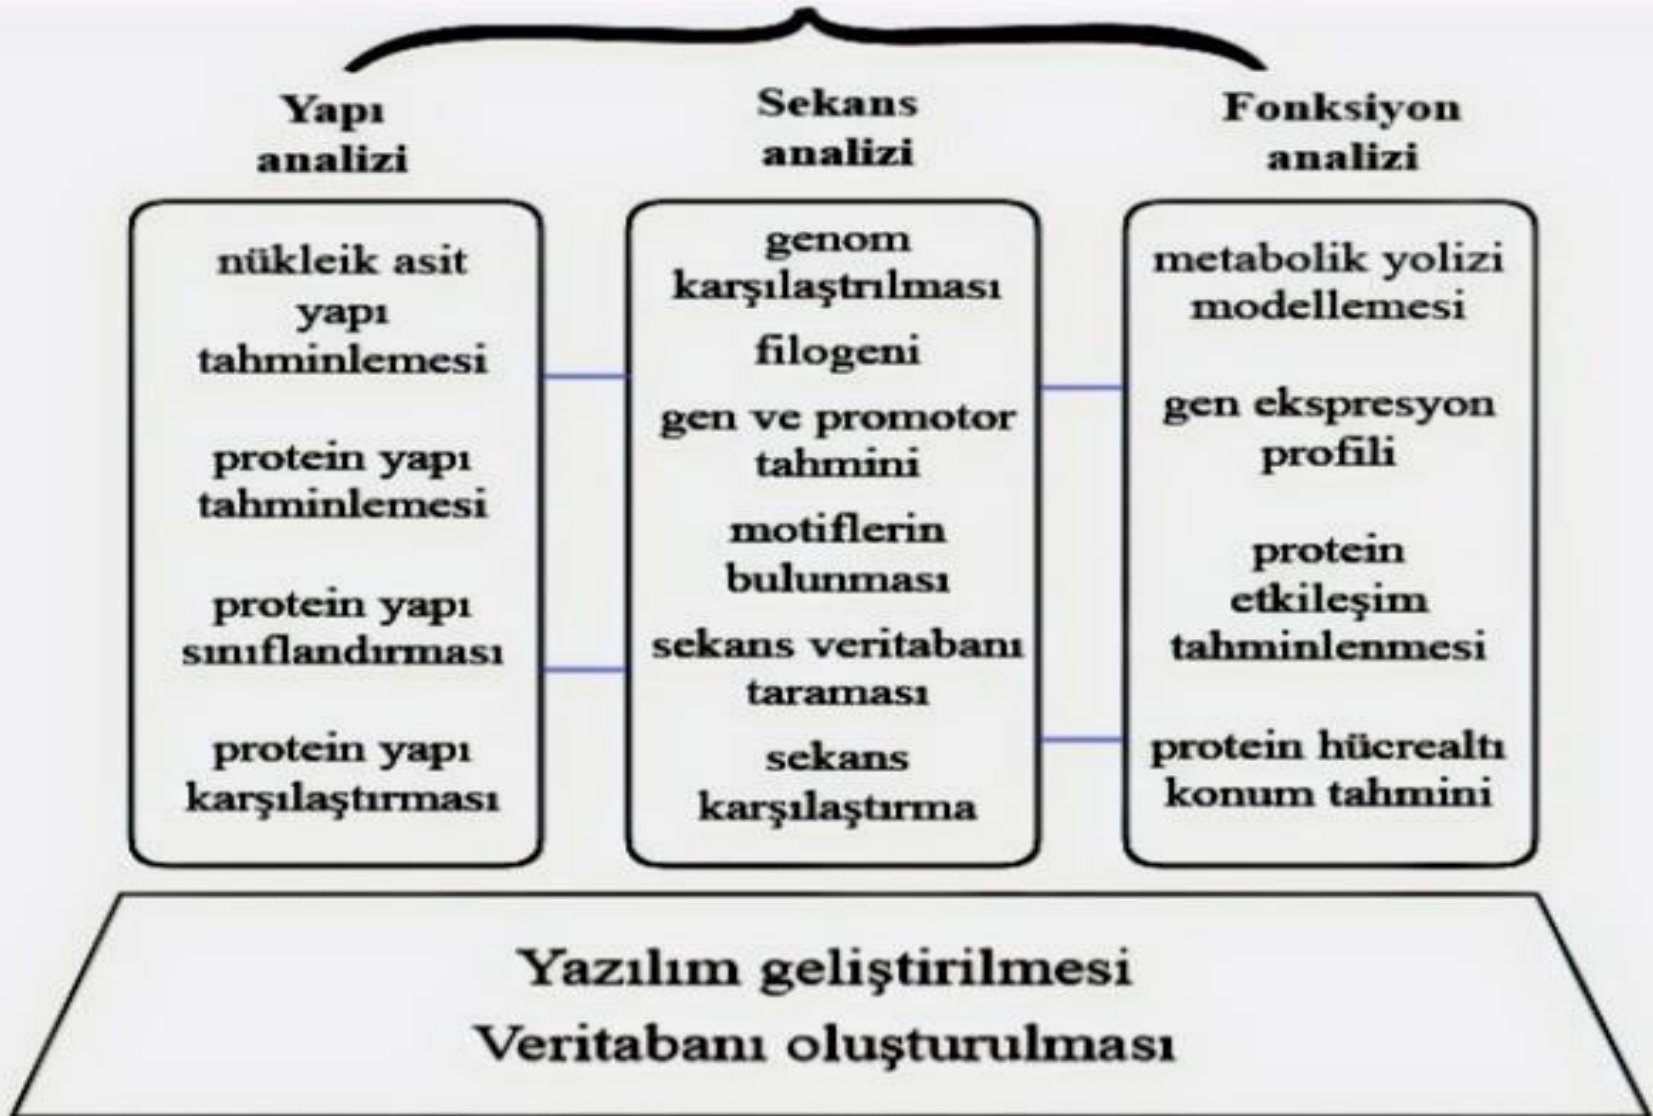 Yapı
analizi
nükleik asit
yapı
tahminlemesi
protein yapı
tahminlemesi
protein yapı
sınıflandırması
protein yapı
karşılaştırması
Sekans
analizi
genom
karşılaştrılması
filogeni
gen ve promotor
tahmini
motiflerin
bulunması
sekans veritabanı
taraması
sekans
karşılaştırma
Fonksiyon
analizi
metabolik yolizi
modellemesi
gen ekspresyon
profili
protein
etkileşim
tahminlenmesi
protein hücrealtı
konum tahmini
Yazılım geliştirilmesi
Veritabanı oluşturulması